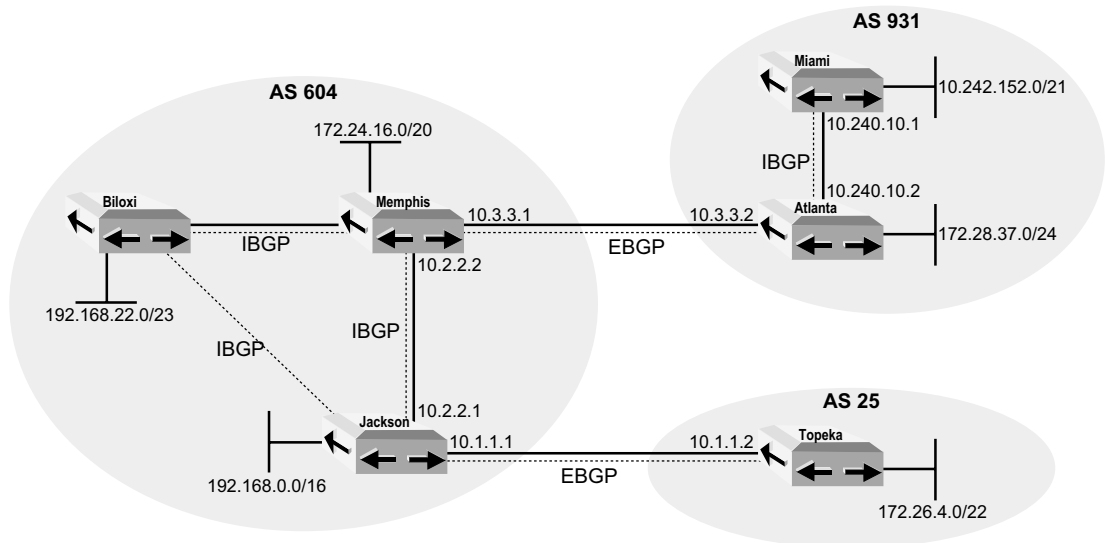 AS 931
Miami
10.242.152.0/21
10.240.10.1
IBGP
10.240.10.2
Atlanta
172.28.37.0/24
AS 604
172.24.16.0/20
Biloxi
Memphis
10.3.3.1
10.3.3.2
IBGP
EBGP
10.2.2.2
192.168.22.0/23
IBGP
IBGP
10.2.2.1
Jackson
10.1.1.1
192.168.0.0/16
EBGP
AS 25
10.1.1.2
Topeka
172.26.4.0/22